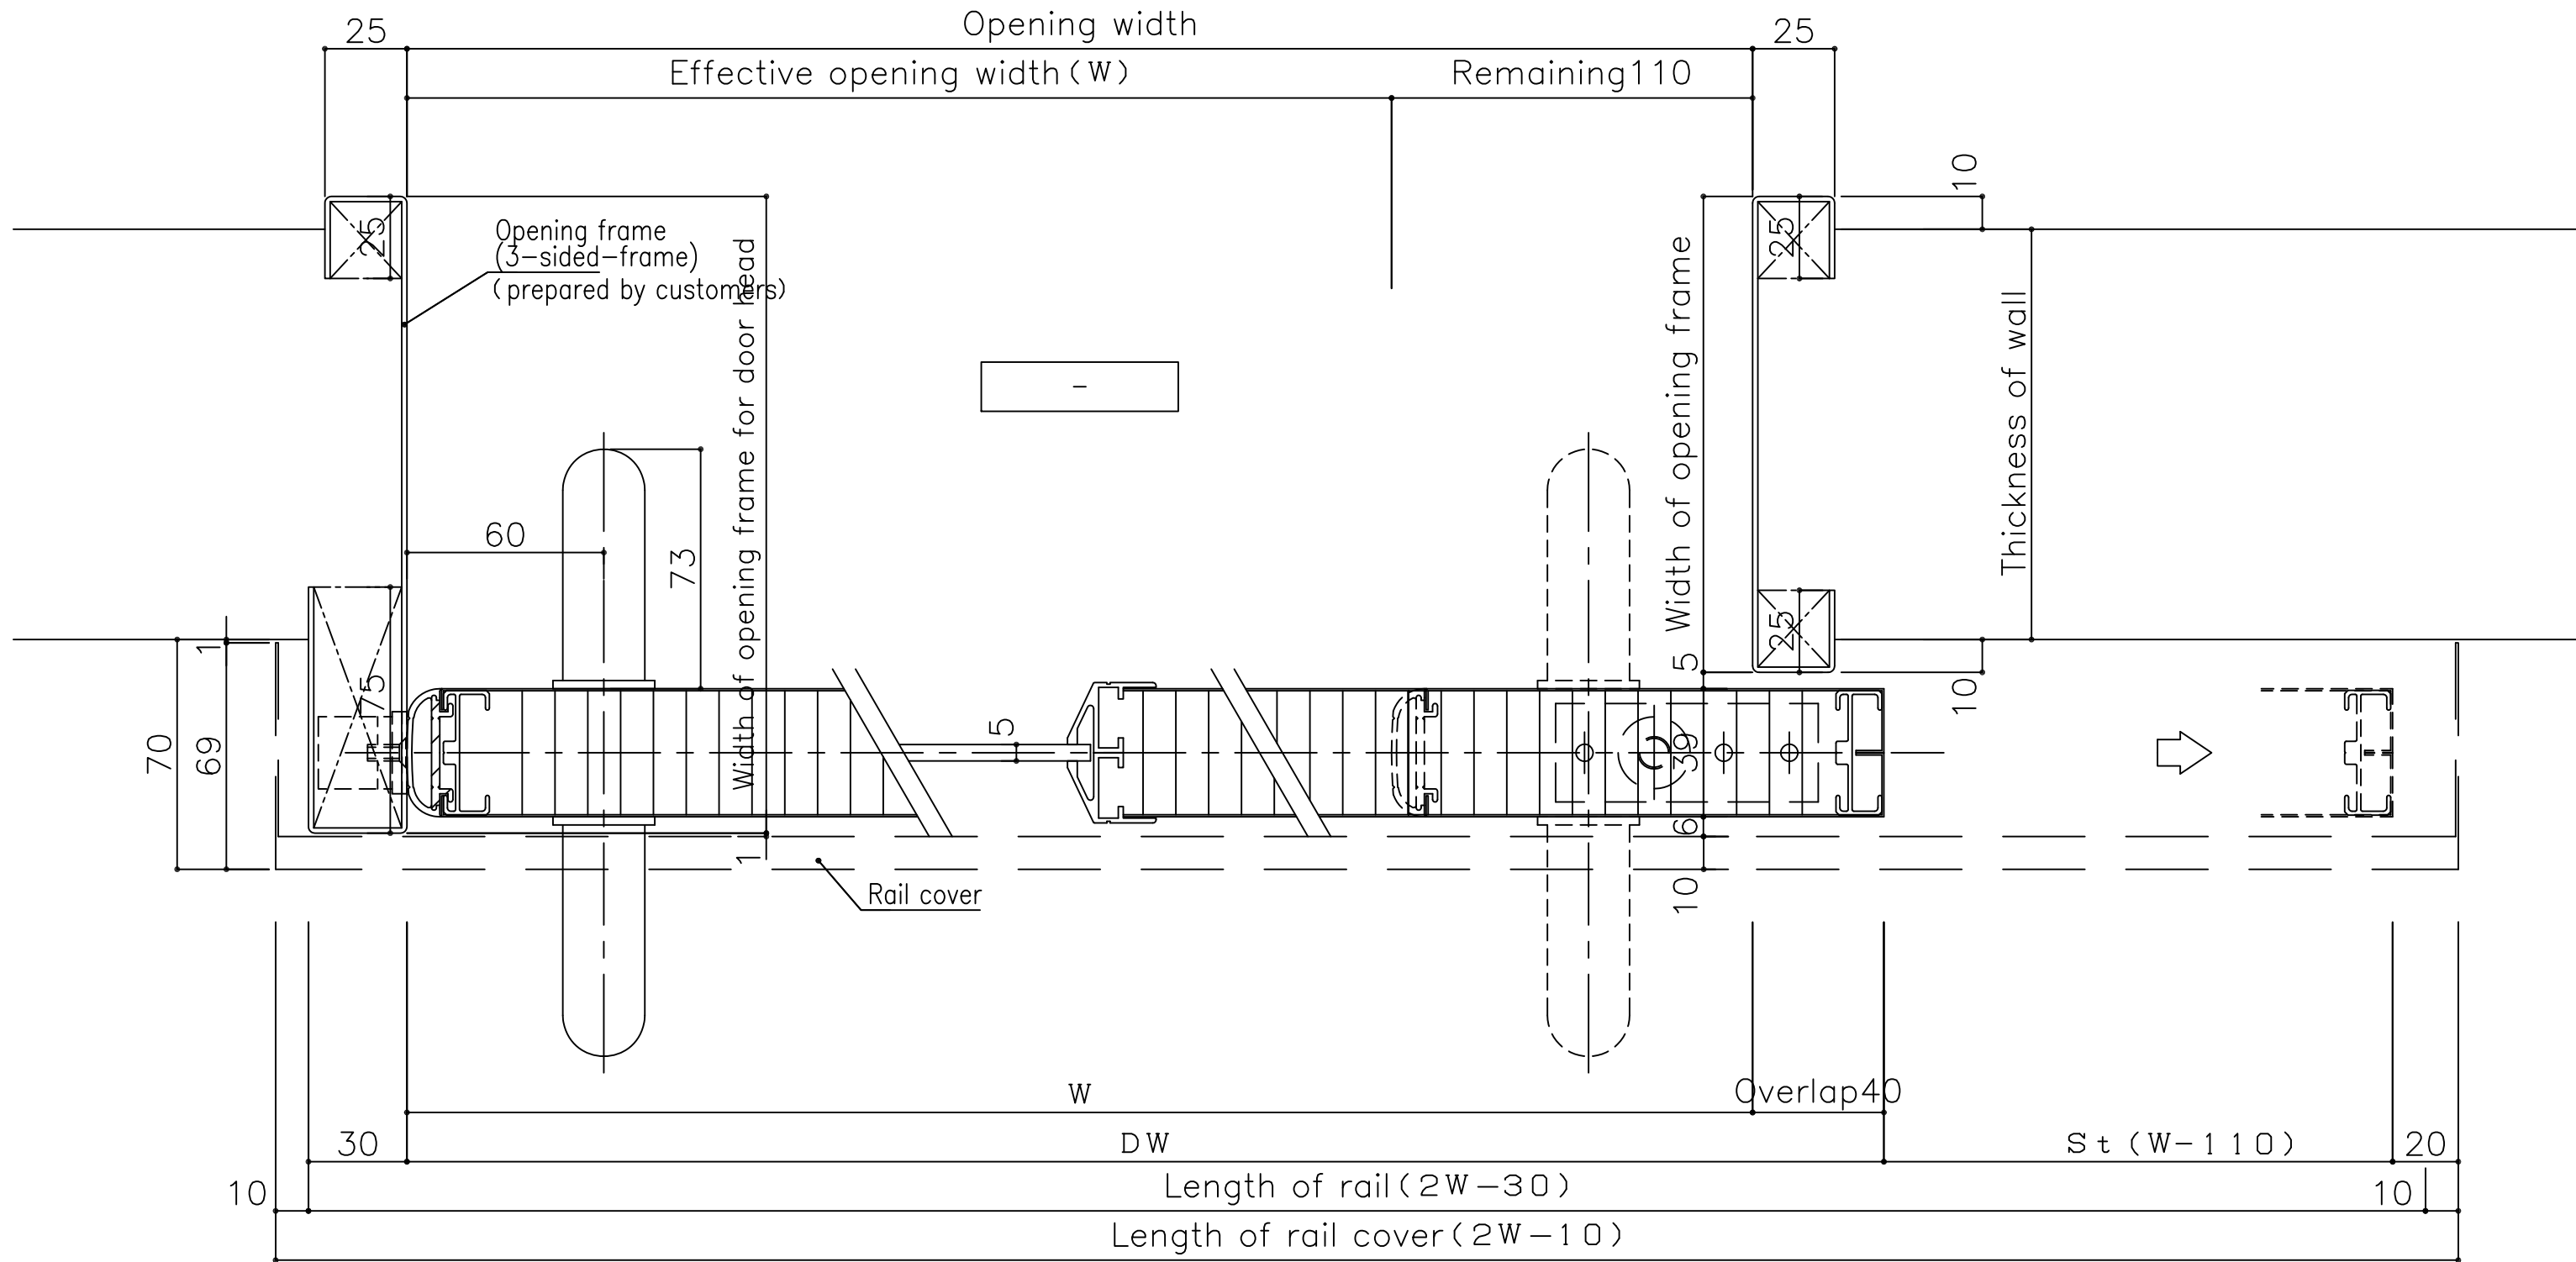 Opening width
25
25
Effective opening width(W)
Remaining110
10
25
Opening frame
(3-sided-frame)
(prepared by customers)
25
Width of opening frame for door head
Width of opening frame
Thickness of wall
-
60
73
25
1
5
10
75
70
69
5
39
6
1
10
Rail cover
W
Overlap40
30
DW
St(W-110)
20
10
Length of rail(2W-30)
10
Length of rail cover(2W-10)